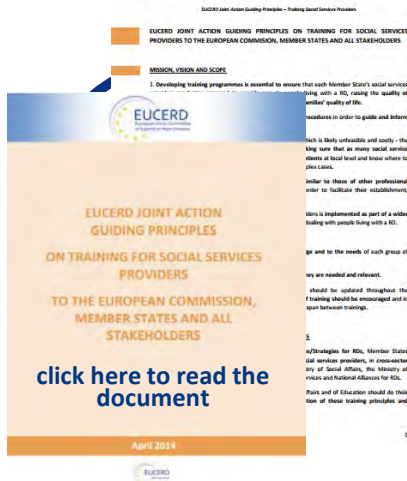 EUCERD Joint Action Guiding Principles – Training Social Services Providers
EUCERD JOINT ACTION GUIDING PRINCIPLES ON TRAINING FOR SOCIAL SERVICES
PROVIDERS TO THE EUROPEAN COMMISION, MEMBER STATES AND ALL STAKEHOLDERS
MISSION, VISION AND SCOPE
1. Developing training programmes is essential to ensure that each Member State's social services
living with a RD, raising the quality of
families' quality of life.
rocedures in order to guide and inform
hich is likely unfeasible and costly - the
king sure that as many social service
tients at local level and know where to
plex cases.
imilar to those of other professional
order to facilitate their establishment,
ders is implemented as part of a wider
dealing with people living with a RD.
ge and to the needs of each group of
hey are needed and relevant.
should be updated throughout the
f training should be encouraged and in
span between trainings.
s/Strategies for RDs, Member States
cial services providers, in cross-sector
try of Social Affairs, the Ministry of
rvices and National Alliances for RDs.
ffairs and of Education should do their
tion of these training principles and
1
EUCERD
EUCERD JOINT ACTION
GUIDING PRINCIPLES
ON TRAINING FOR SOCIAL SERVICES
PROVIDERS
TO THE EUROPEAN COMMISSION,
MEMBER STATES AND ALL
STAKEHOLDERS
click here to read the
document
April 2014
EUCERD